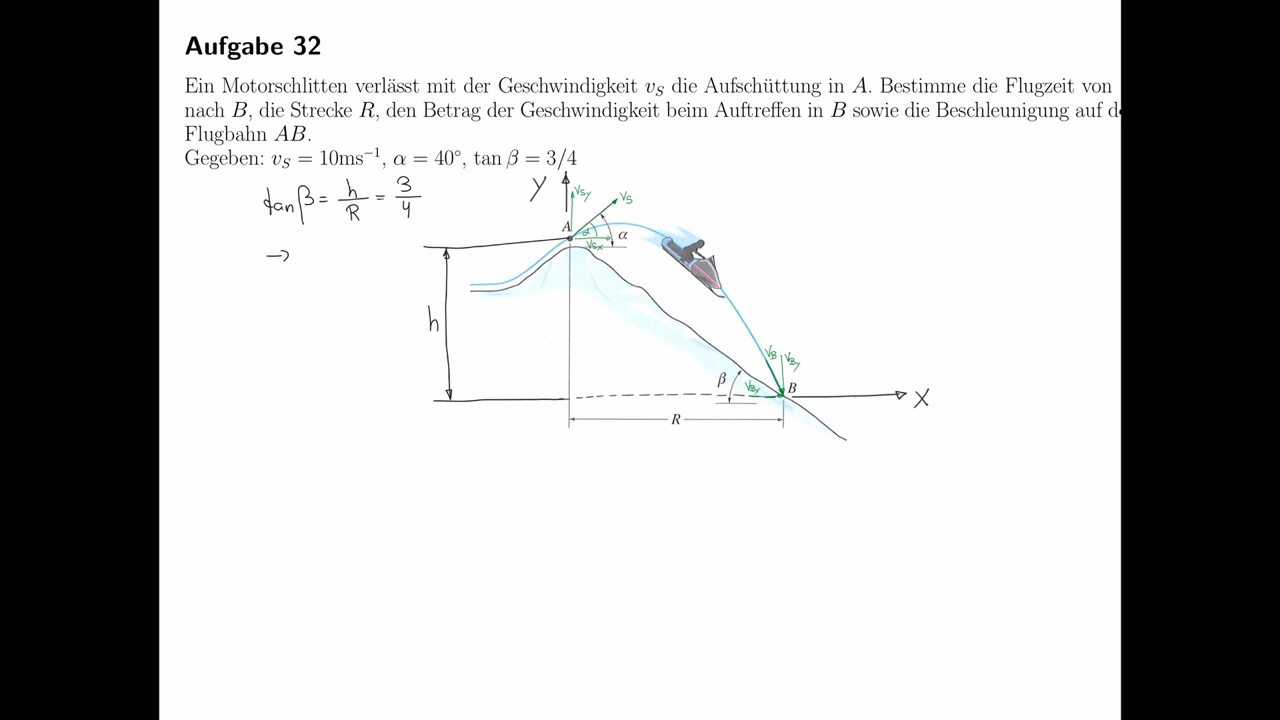 Aufgabe 32
Ein Motorschlitten verlässt mit der Geschwindigkeit v_S die Aufschüttung in A. Bestimme die Flugzeit von
nach B, die Strecke R, den Betrag der Geschwindigkeit beim Auftreffen in B sowie die Beschleunigung auf d
Flugbahn AB.
Gegeben: v_S = 10ms⁻¹, α = 40°, tan β = 3/4
tan β = h/R = 3/4
→
Y
v_Sy
v_S
A
α
α
v_Sx
h
v_B
v_By
β
v_Bx
B
X
R